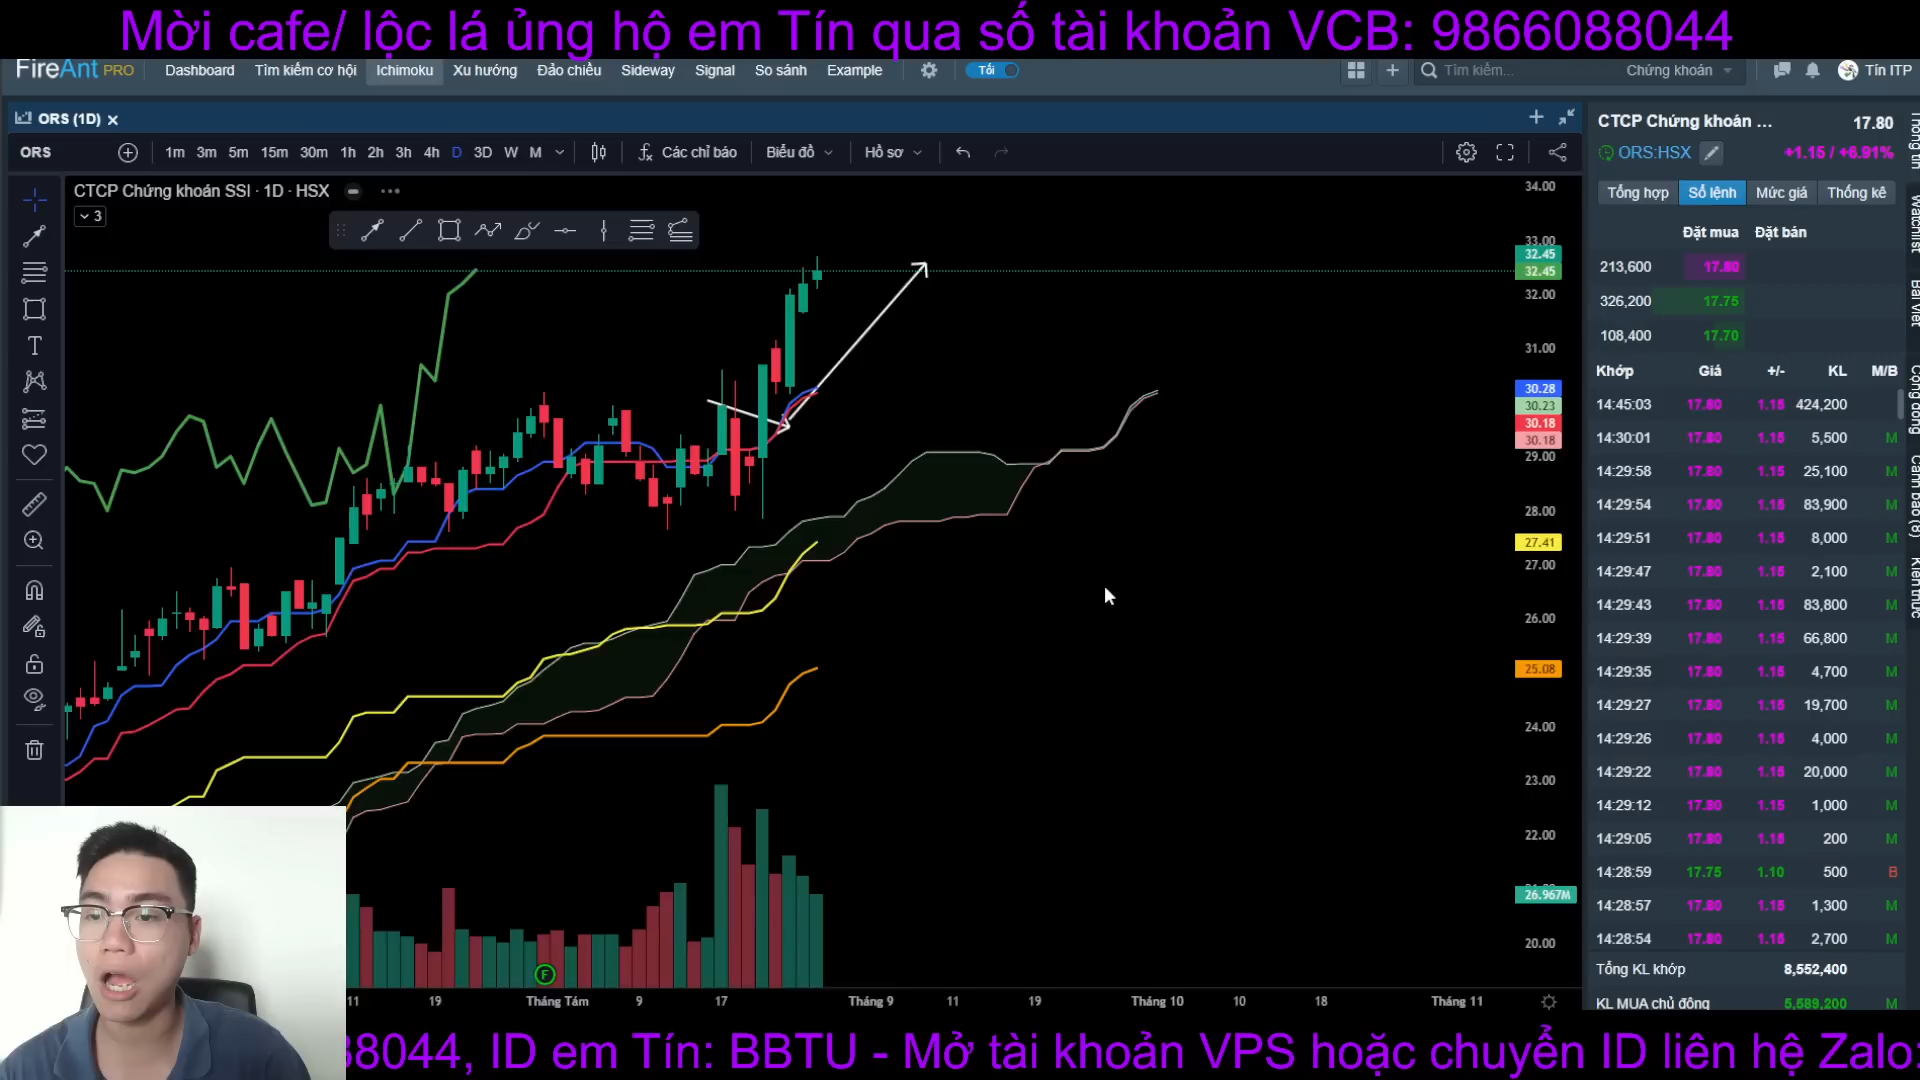 Mời cafe/ lộc lá ủng hộ em Tín qua số tài khoản VCB: 9866088044
FireAnt PRO Dashboard Tìm kiếm cơ hội Ichimoku Xu hướng Đảo chiều Sideway Signal So sánh Example Tối Tìm kiếm... Chứng khoán Tín ITP
ORS (1D)
ORS 1m 3m 5m 15m 30m 1h 2h 3h 4h D 3D W M Các chỉ báo Biểu đồ Hồ sơ
CTCP Chứng khoán SSI · 1D · HSX
3
34.00
33.00
32.45
32.45
32.00
31.00
30.28
30.23
30.18
30.18
29.00
28.00
27.41
27.00
26.00
25.08
24.00
23.00
22.00
26.967M
20.00
F
11 19 Tháng Tám 9 17 Tháng 9 11 19 Tháng 10 10 18 Tháng 11
CTCP Chứng khoán ... 17.80
ORS:HSX +1.15 / +6.91%
Tổng hợp Sổ lệnh Mức giá Thống kê
Đặt mua Đặt bán
213,600 17.80
326,200 17.75
108,400 17.70
Khớp Giá +/- KL M/B
14:45:03 17.80 1.15 424,200
14:30:01 17.80 1.15 5,500 M
14:29:58 17.80 1.15 25,100 M
14:29:54 17.80 1.15 83,900 M
14:29:51 17.80 1.15 8,000 M
14:29:47 17.80 1.15 2,100 M
14:29:43 17.80 1.15 83,800 M
14:29:39 17.80 1.15 66,800 M
14:29:35 17.80 1.15 4,700 M
14:29:27 17.80 1.15 19,700 M
14:29:26 17.80 1.15 4,000 M
14:29:22 17.80 1.15 20,000 M
14:29:12 17.80 1.15 1,000 M
14:29:05 17.80 1.15 200 M
14:28:59 17.75 1.10 500 B
14:28:57 17.80 1.15 1,300 M
14:28:54 17.80 1.15 2,700 M
Tổng KL khớp 8,552,400
KL MUA chủ động 5,589,200 M
Thông tin
Watchlist
Bài viết
Cộng đồng
Cảnh báo (8)
Kiến thức
38044, ID em Tín: BBTU - Mở tài khoản VPS hoặc chuyển ID liên hệ Zalo: